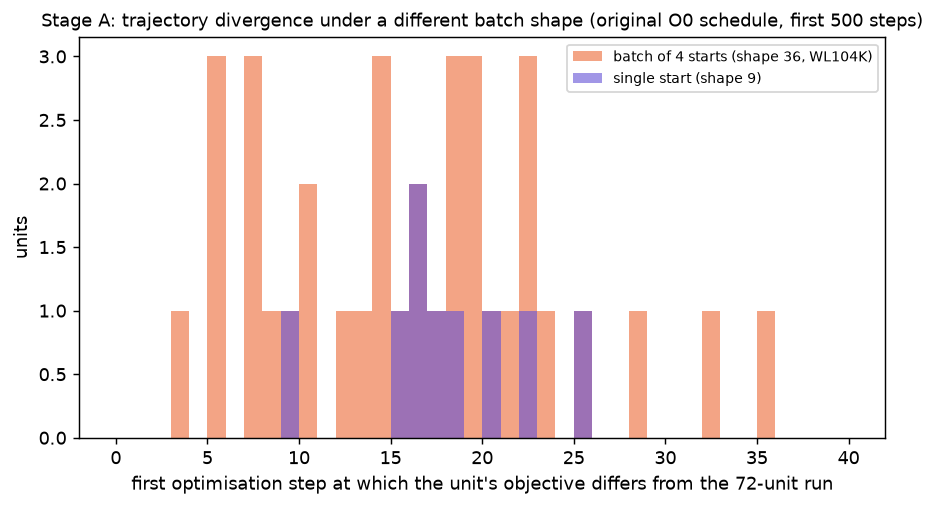 Stage A: trajectory divergence under a different batch shape (original O0 schedule, first 500 steps)
batch of 4 starts (shape 36, WL104K)
single start (shape 9)
3.0
2.5
2.0
1.5
1.0
0.5
0.0
units
0 5 10 15 20 25 30 35 40
first optimisation step at which the unit's objective differs from the 72-unit run